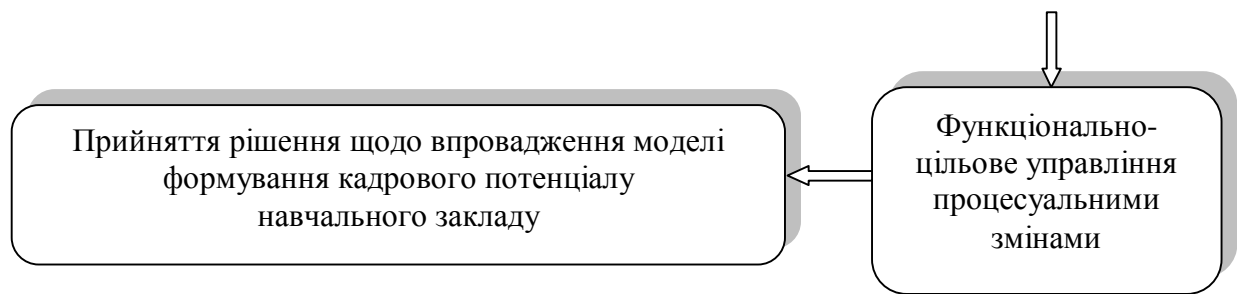 Прийняття рішення щодо впровадження моделі
формування кадрового потенціалу
навчального закладу
Функціонально-
цільове управління
процесуальними
змінами